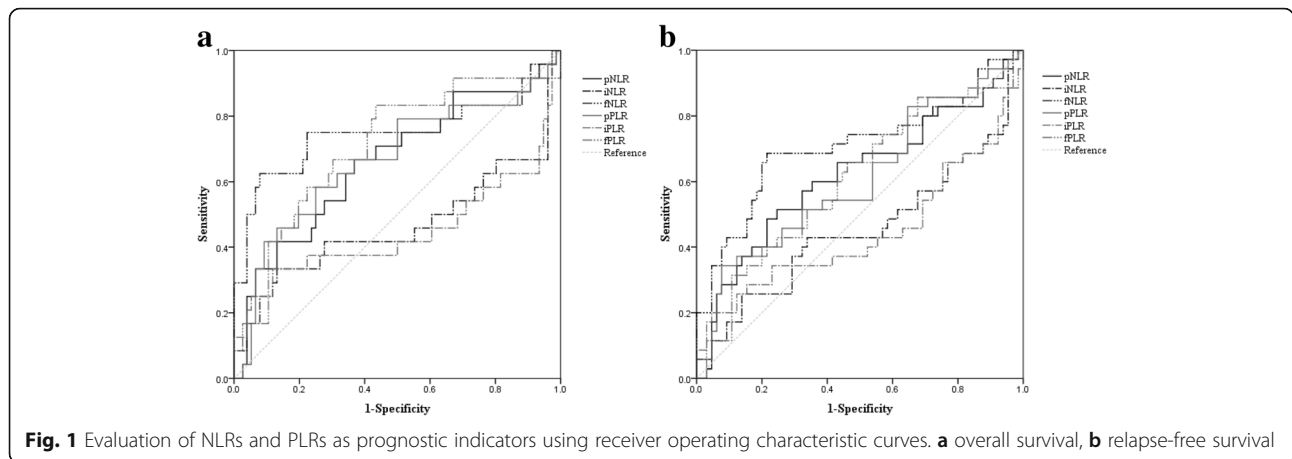 a
1.0
0.8
0.6
0.4
0.2
0.0
Sensitivity
0.0 0.2 0.4 0.6 0.8 1.0
1-Specificity
pNLR
iNLR
fNLR
pPLR
iPLR
fPLR
Reference
b
1.0
0.8
0.6
0.4
0.2
0.0
Sensitivity
0.0 0.2 0.4 0.6 0.8 1.0
1-Specificity
pNLR
iNLR
fNLR
pPLR
iPLR
fPLR
Reference
Fig. 1 Evaluation of NLRs and PLRs as prognostic indicators using receiver operating characteristic curves. a overall survival, b relapse-free survival